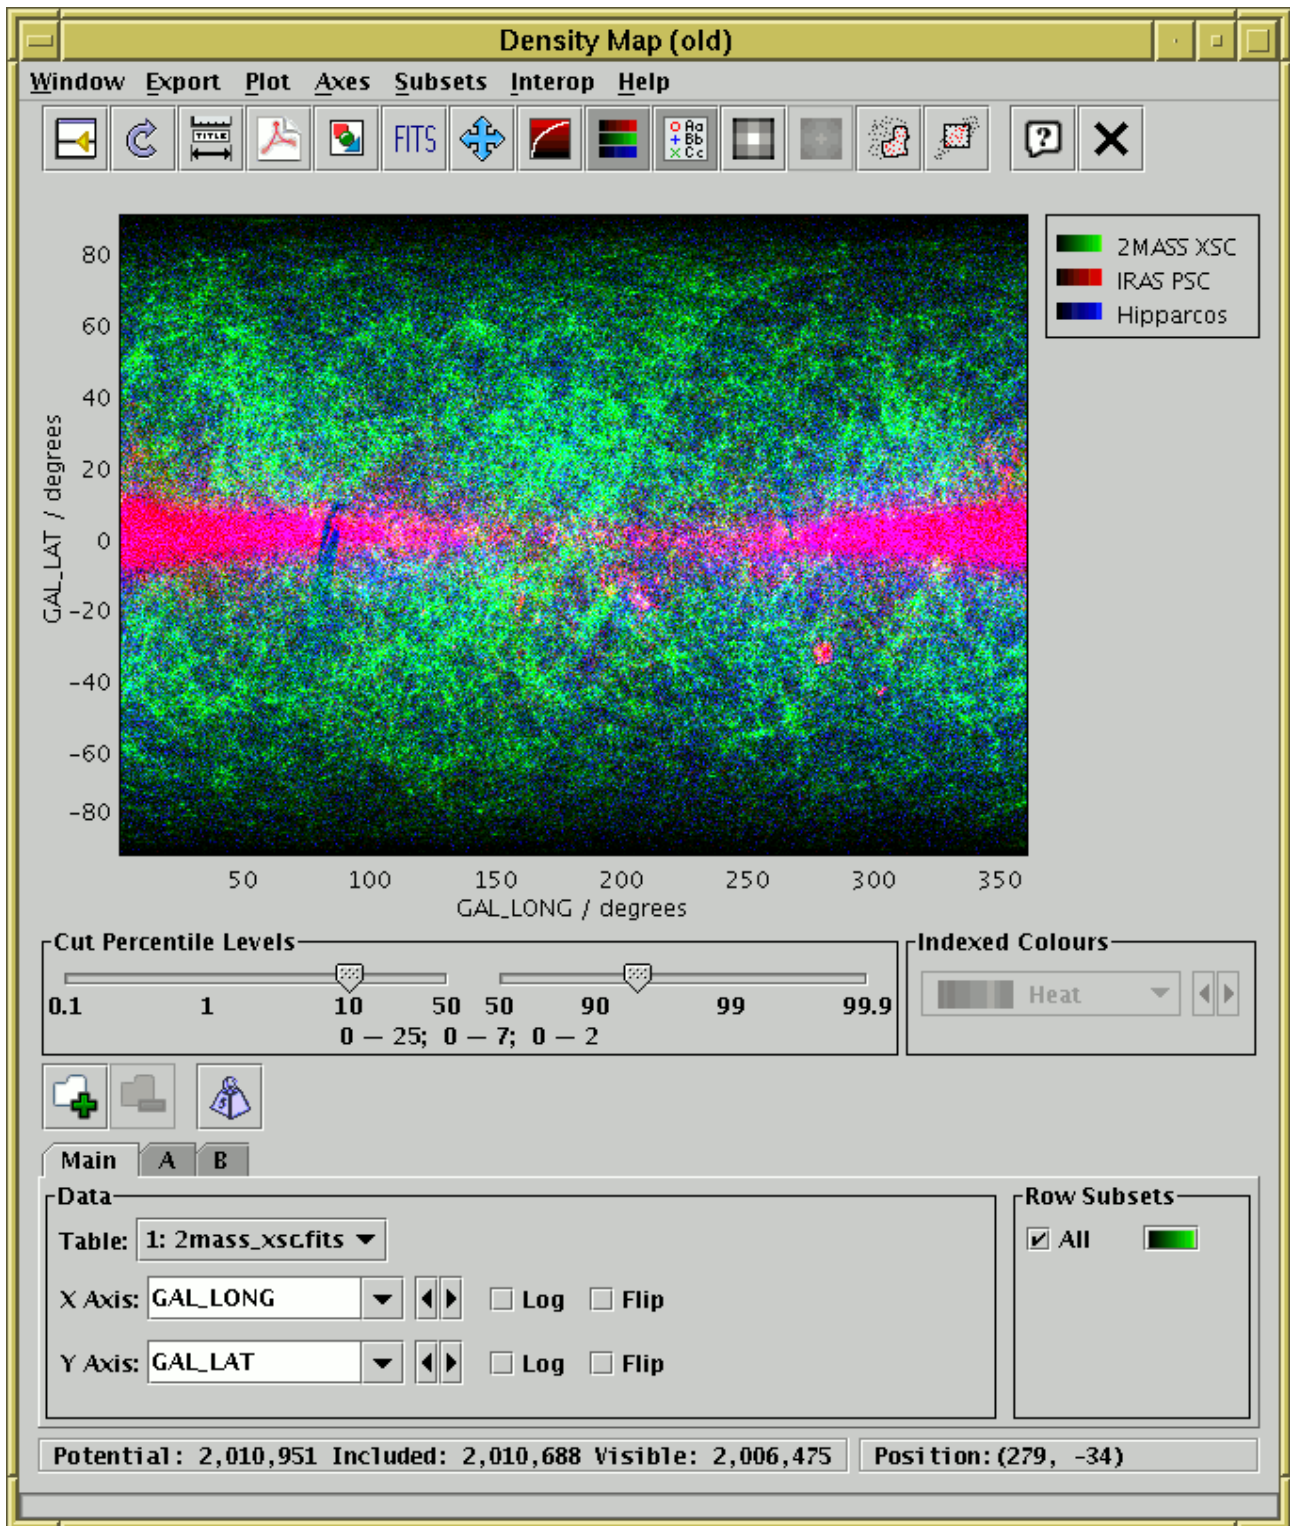 Density Map (old)
Window Export Plot Axes Subsets Interop Help
TITLE FITS Aa Bb Cc ?
80
60
40
20
0
-20
-40
-60
-80
GAL_LAT / degrees
50 100 150 200 250 300 350
GAL_LONG / degrees
2MASS XSC
IRAS PSC
Hipparcos
Cut Percentile Levels
0.1 1 10 50 50 90 99 99.9
0 — 25; 0 — 7; 0 — 2
Indexed Colours
Heat
Main A B
Data
Table: 1: 2mass_xsc.fits
X Axis: GAL_LONG Log Flip
Y Axis: GAL_LAT Log Flip
Row Subsets
All
Potential: 2,010,951 Included: 2,010,688 Visible: 2,006,475
Position:(279, -34)